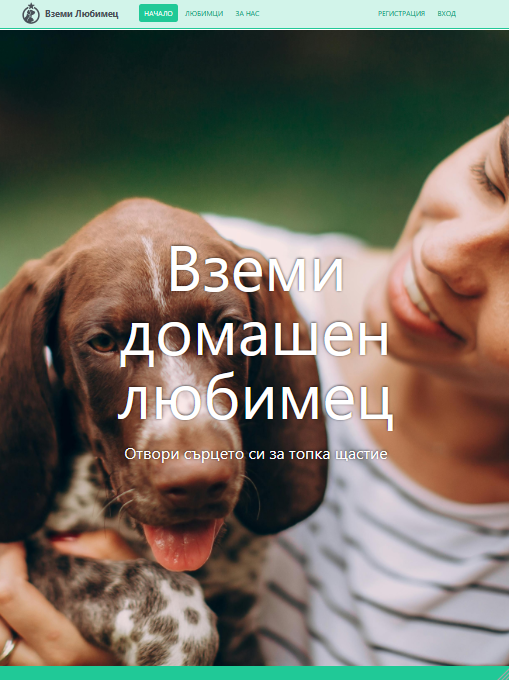 Вземи Любимец
НАЧАЛО ЛЮБИМЦИ ЗА НАС РЕГИСТРАЦИЯ ВХОД
Вземи
домашен
любимец
Отвори сърцето си за топка щастие